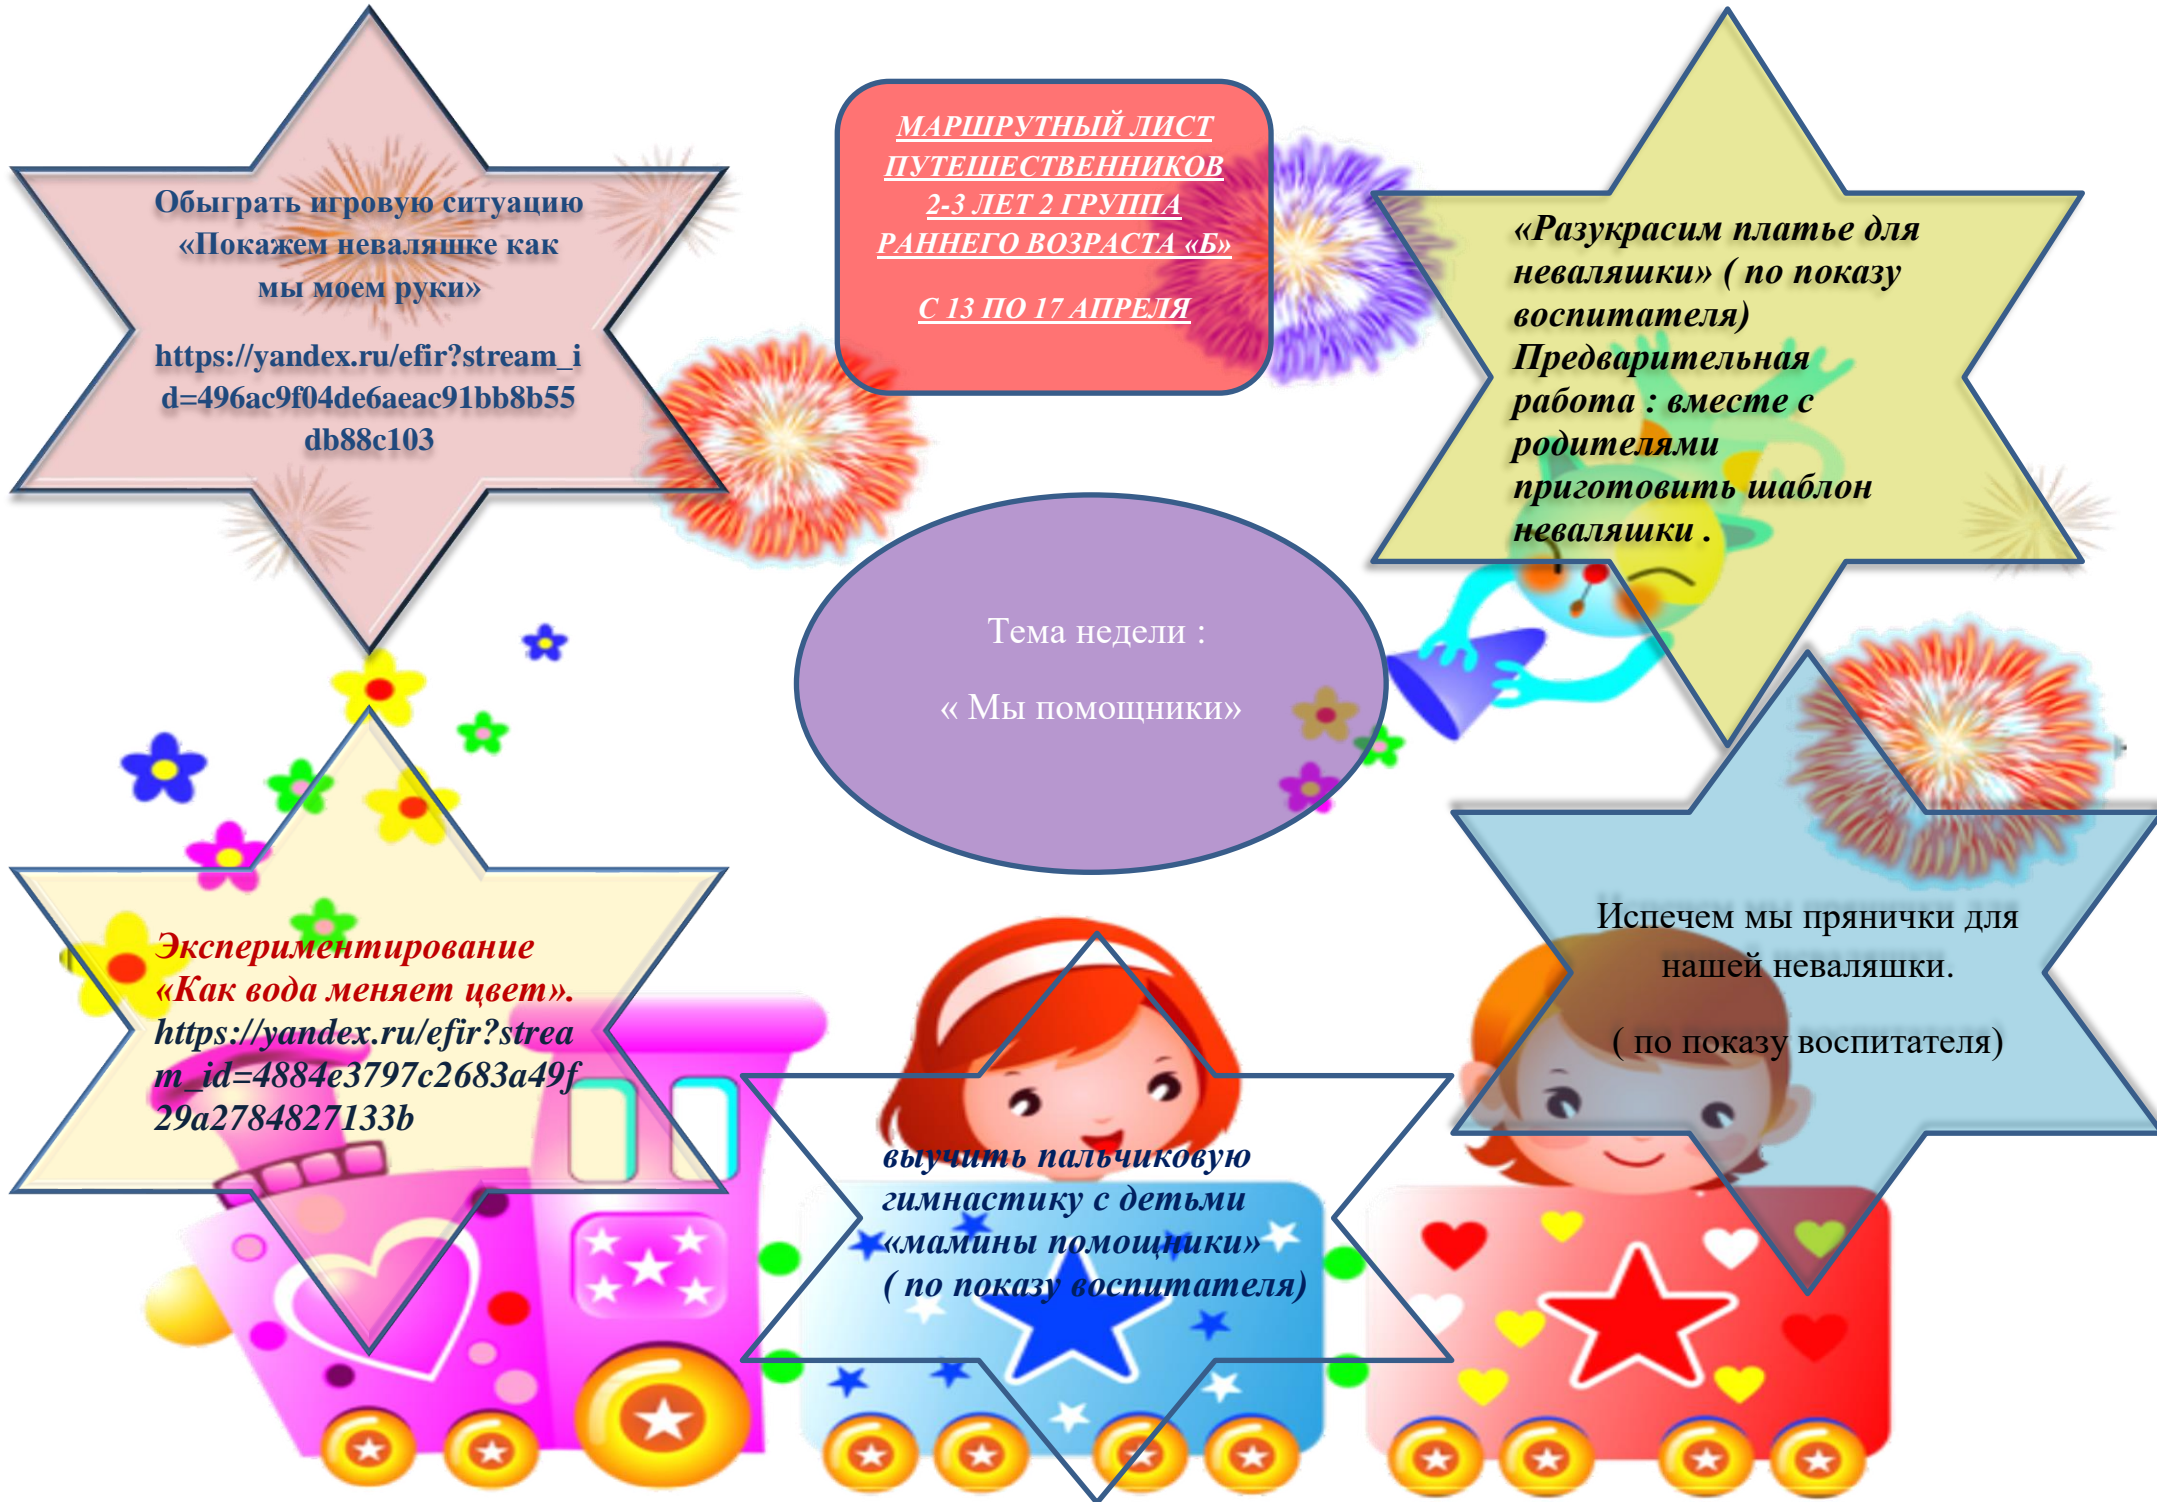 МАРШРУТНЫЙ ЛИСТ
ПУТЕШЕСТВЕННИКОВ
2-3 ЛЕТ 2 ГРУППА
РАННЕГО ВОЗРАСТА «Б»
С 13 ПО 17 АПРЕЛЯ
Обыграть игровую ситуацию
«Покажем неваляшке как
мы моем руки»
https://yandex.ru/efir?stream_i
d=496ac9f04de6aeac91bb8b55
db88c103
«Разукрасим платье для
неваляшки» ( по показу
воспитателя)
Предварительная
работа : вместе с
родителями
приготовить шаблон
неваляшки .
Тема недели :
« Мы помощники»
Экспериментирование
«Как вода меняет цвет».
https://yandex.ru/efir?strea
m_id=4884e3797c2683a49f
29a2784827133b
выучить пальчиковую
гимнастику с детьми
«мамины помощники»
( по показу воспитателя)
Испечем мы прянички для
нашей неваляшки.
( по показу воспитателя)